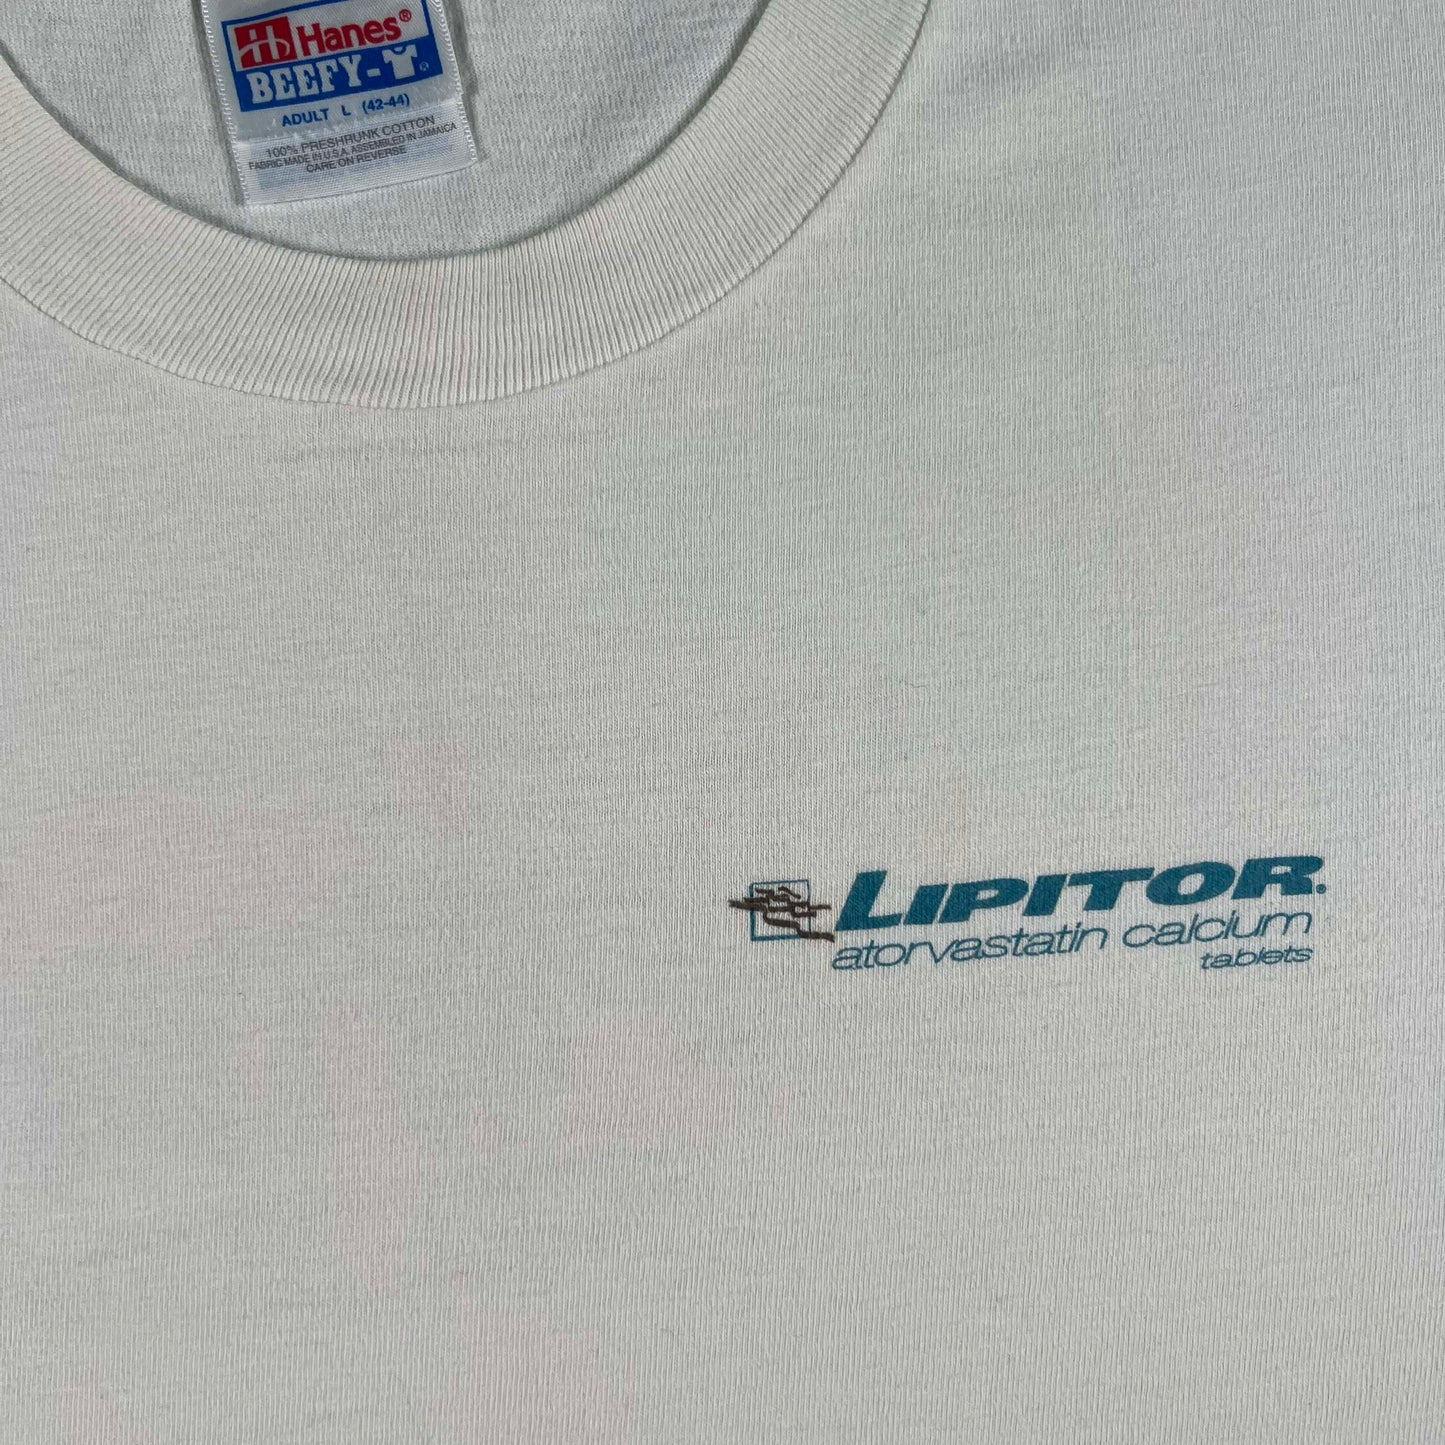 Hanes®
BEEFY-T®
ADULT L (42-44)
100% PRESHRUNK COTTON
FABRIC MADE IN U.S.A. ASSEMBLED IN JAMAICA
CARE ON REVERSE
LIPITOR®
atorvastatin calcium
tablets